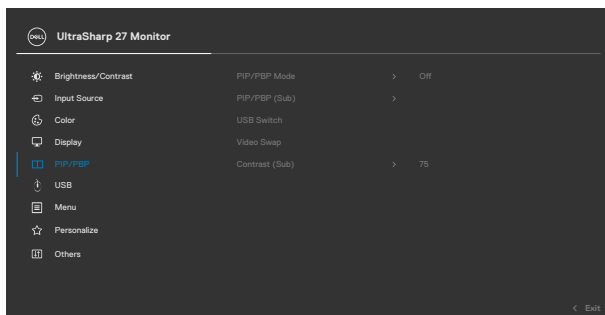 DELL UltraSharp 27 Monitor
Brightness/Contrast PIP/PBP Mode > Off
Input Source PIP/PBP (Sub) >
Color USB Switch
Display Video Swap
PIP/PBP Contrast (Sub) > 75
USB
Menu
Personalize
Others
< Exit